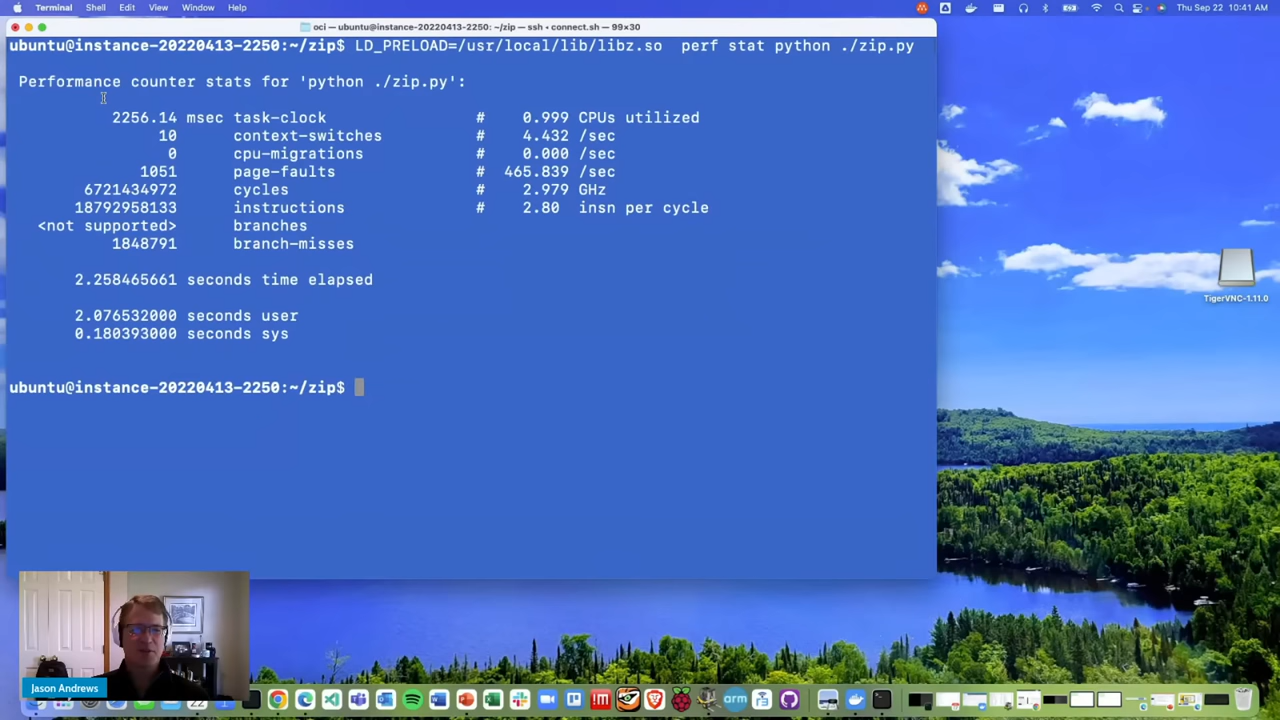 Terminal Shell Edit View Window Help
Thu Sep 22 10:41 AM
oci — ubuntu@instance-20220413-2250: ~/zip — ssh ‹ connect.sh — 99×30
ubuntu@instance-20220413-2250:~/zip$ LD_PRELOAD=/usr/local/lib/libz.so  perf stat python ./zip.py
Performance counter stats for 'python ./zip.py':
2256.14 msec task-clock # 0.999 CPUs utilized
10 context-switches # 4.432 /sec
0 cpu-migrations # 0.000 /sec
1051 page-faults # 465.839 /sec
6721434972 cycles # 2.979 GHz
18792958133 instructions # 2.80 insn per cycle
<not supported> branches
1848791 branch-misses
2.258465661 seconds time elapsed
2.076532000 seconds user
0.180393000 seconds sys
ubuntu@instance-20220413-2250:~/zip$
TigerVNC-1.11.0
Jason Andrews
22
arm